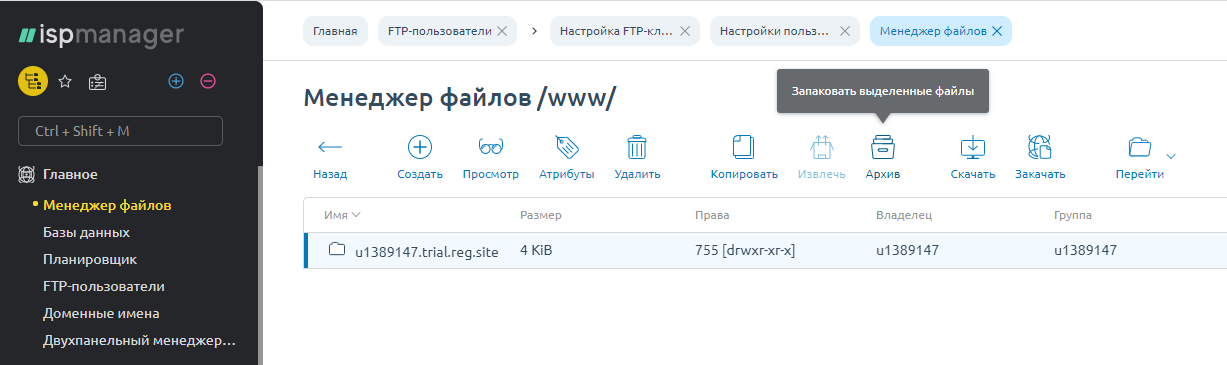 ispmanager
Ctrl + Shift + M
Главное
Менеджер файлов
Базы данных
Планировщик
FTP-пользователи
Доменные имена
Двухпанельный менеджер...
Главная
FTP-пользователи
Настройка FTP-кл...
Настройки польз...
Менеджер файлов
Запаковать выделенные файлы
Менеджер файлов /www/
Назад Создать Просмотр Атрибуты Удалить Копировать Извлечь Архив Скачать Закачать Перейти
Имя Размер Права Владелец Группа
u1389147.trial.reg.site 4 KiB 755 [drwxr-xr-x] u1389147 u1389147